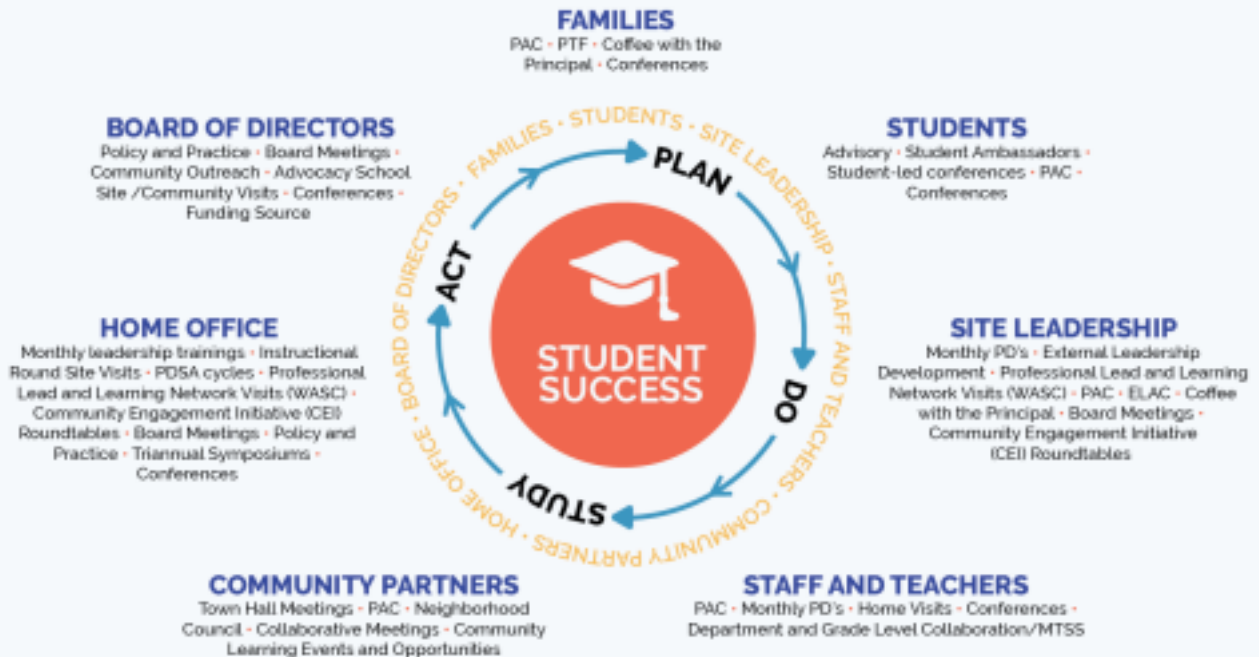 FAMILIES
PAC • PTF • Coffee with the
Principal • Conferences
BOARD OF DIRECTORS
Policy and Practice • Board Meetings •
Community Outreach • Advocacy School
Site /Community Visits • Conferences •
Funding Source
STUDENTS
Advisory • Student Ambassadors •
Student-led conferences • PAC •
Conferences
HOME OFFICE
Monthly leadership trainings • Instructional
Round Site Visits • PDSA cycles • Professional
Lead and Learning Network Visits (WASC) •
Community Engagement Initiative (CEI)
Roundtables • Board Meetings • Policy and
Practice • Triannual Symposiums •
Conferences
SITE LEADERSHIP
Monthly PD's • External Leadership
Development • Professional Lead and Learning
Network Visits (WASC) • PAC • ELAC • Coffee
with the Principal • Board Meetings •
Community Engagement Initiative
(CEI) Roundtables
COMMUNITY PARTNERS
Town Hall Meetings • PAC • Neighborhood
Council • Collaborative Meetings • Community
Learning Events and Opportunities
STAFF AND TEACHERS
PAC • Monthly PD's • Home Visits • Conferences •
Department and Grade Level Collaboration/MTSS
FAMILIES • STUDENTS • SITE LEADERSHIP • STAFF AND TEACHERS • COMMUNITY PARTNERS • HOME OFFICE • BOARD OF DIRECTORS •
PLAN
DO
STUDY
ACT
STUDENT
SUCCESS